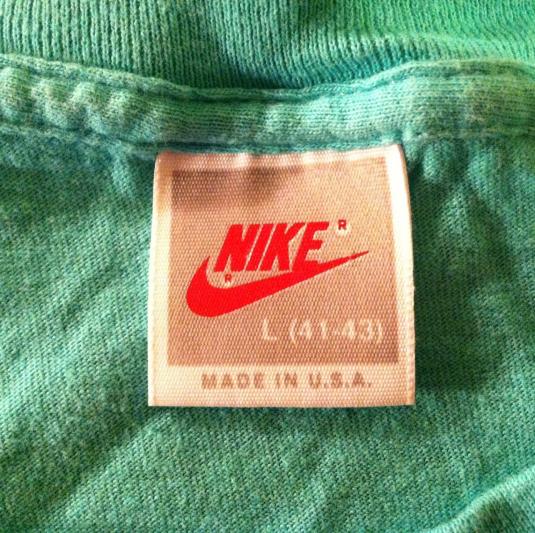 NIKE ®
®
L (41-43)
MADE IN U.S.A.